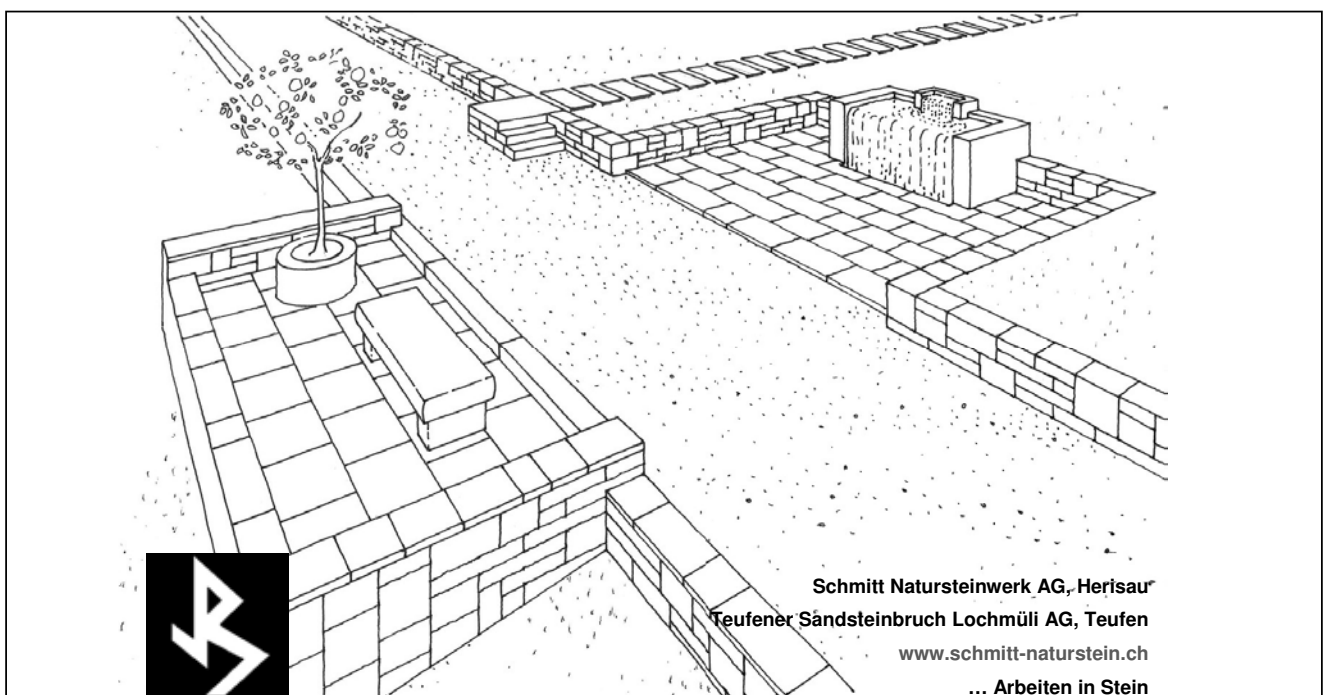 Schmitt Natursteinwerk AG, Herisau
Teufener Sandsteinbruch Lochmüli AG, Teufen
www.schmitt-naturstein.ch
... Arbeiten in Stein